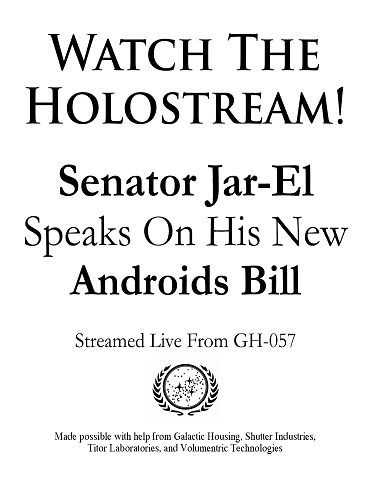 WATCH THE
HOLOSTREAM!
Senator Jar-El
Speaks On His New
Androids Bill
Streamed Live From GH-057
Made possible with help from Galactic Housing, Shutter Industries,
Titor Laboratories, and Volumentric Technologies